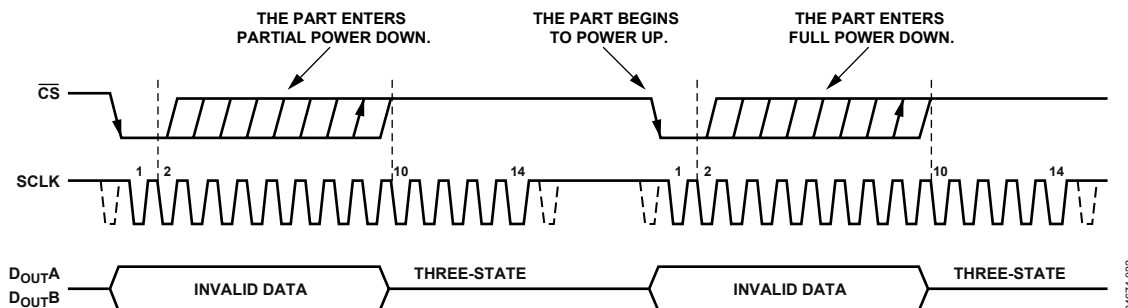 THE PART ENTERS
PARTIAL POWER DOWN.
THE PART BEGINS
TO POWER UP.
THE PART ENTERS
FULL POWER DOWN.
CS
SCLK
1 2 10 14 1 2 10 14
DOUTA
DOUTB
INVALID DATA THREE-STATE INVALID DATA THREE-STATE